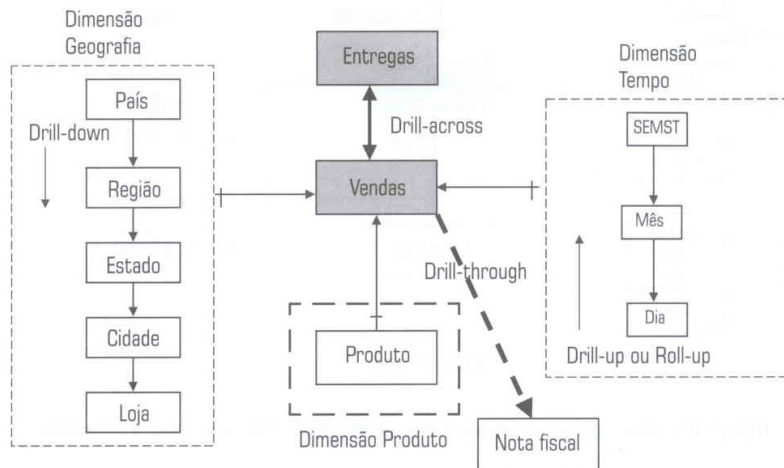 Dimensão
Geografia
País
Drill-down
Região
Estado
Cidade
Loja
Entregas
Drill-across
Vendas
Drill-through
Produto
Dimensão Produto
Nota fiscal
Dimensão
Tempo
SEMST
Mês
Dia
Drill-up ou Roll-up